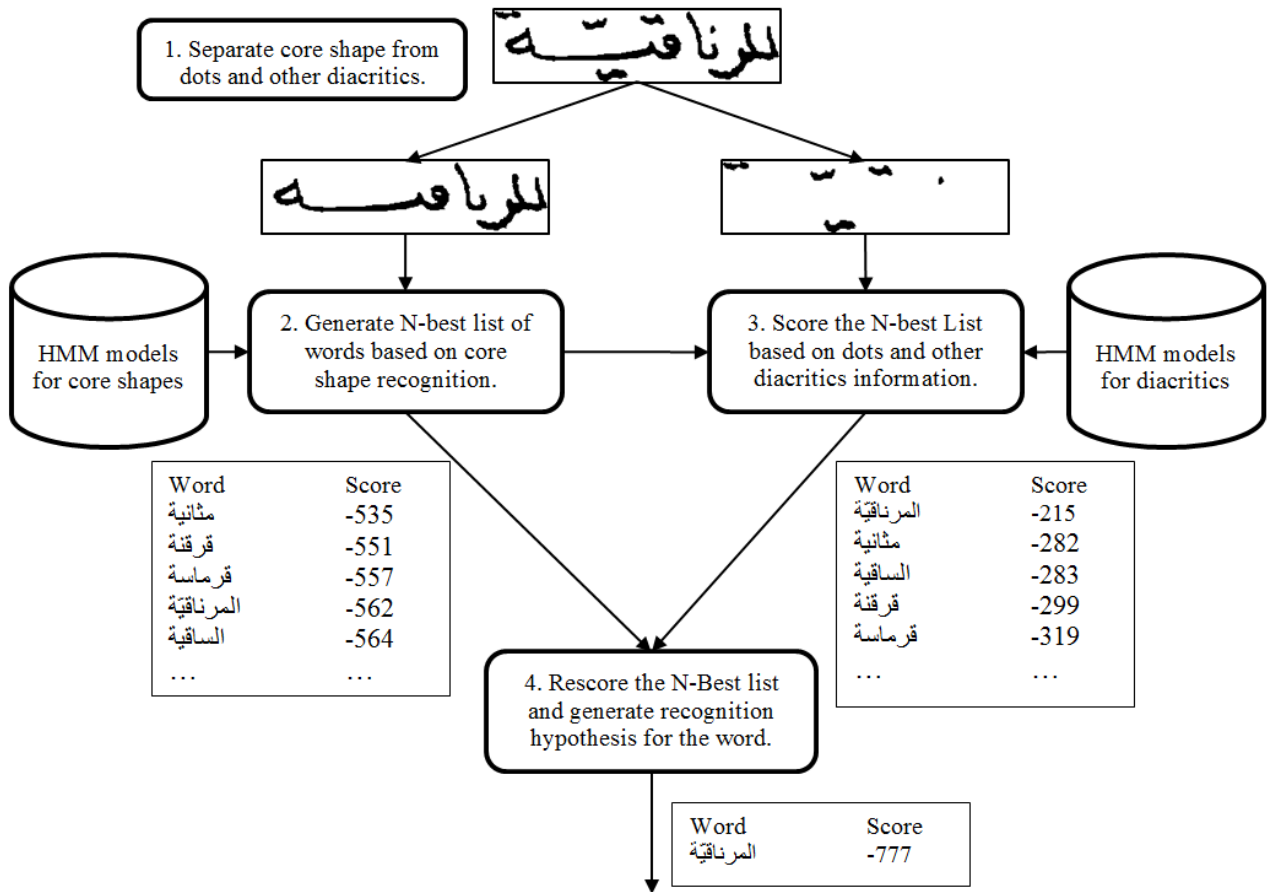 1. Separate core shape from
dots and other diacritics.
للرناقيّة
HMM models
for core shapes
2. Generate N-best list of
words based on core
shape recognition.
3. Score the N-best List
based on dots and other
diacritics information.
HMM models
for diacritics
Word Score
مثانية -535
قرقنة -551
قرماسة -557
المرناقيّة -562
الساقية -564
… …
Word Score
المرناقيّة -215
مثانية -282
الساقية -283
قرقنة -299
قرماسة -319
… …
4. Rescore the N-Best list
and generate recognition
hypothesis for the word.
Word Score
المرناقيّة -777